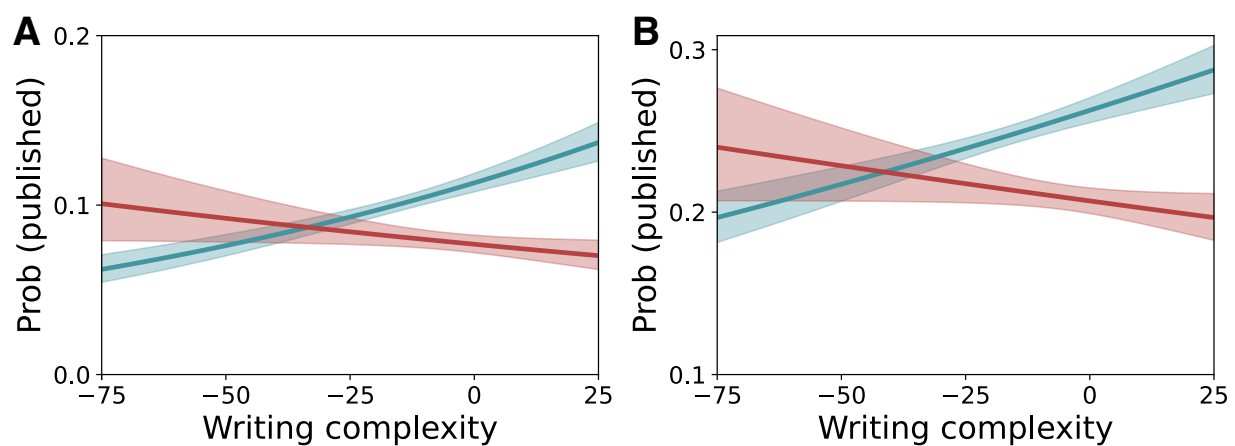 A
Prob (published)
0.2
0.1
0.0
−75 −50 −25 0 25
Writing complexity
B
Prob (published)
0.3
0.2
0.1
−75 −50 −25 0 25
Writing complexity